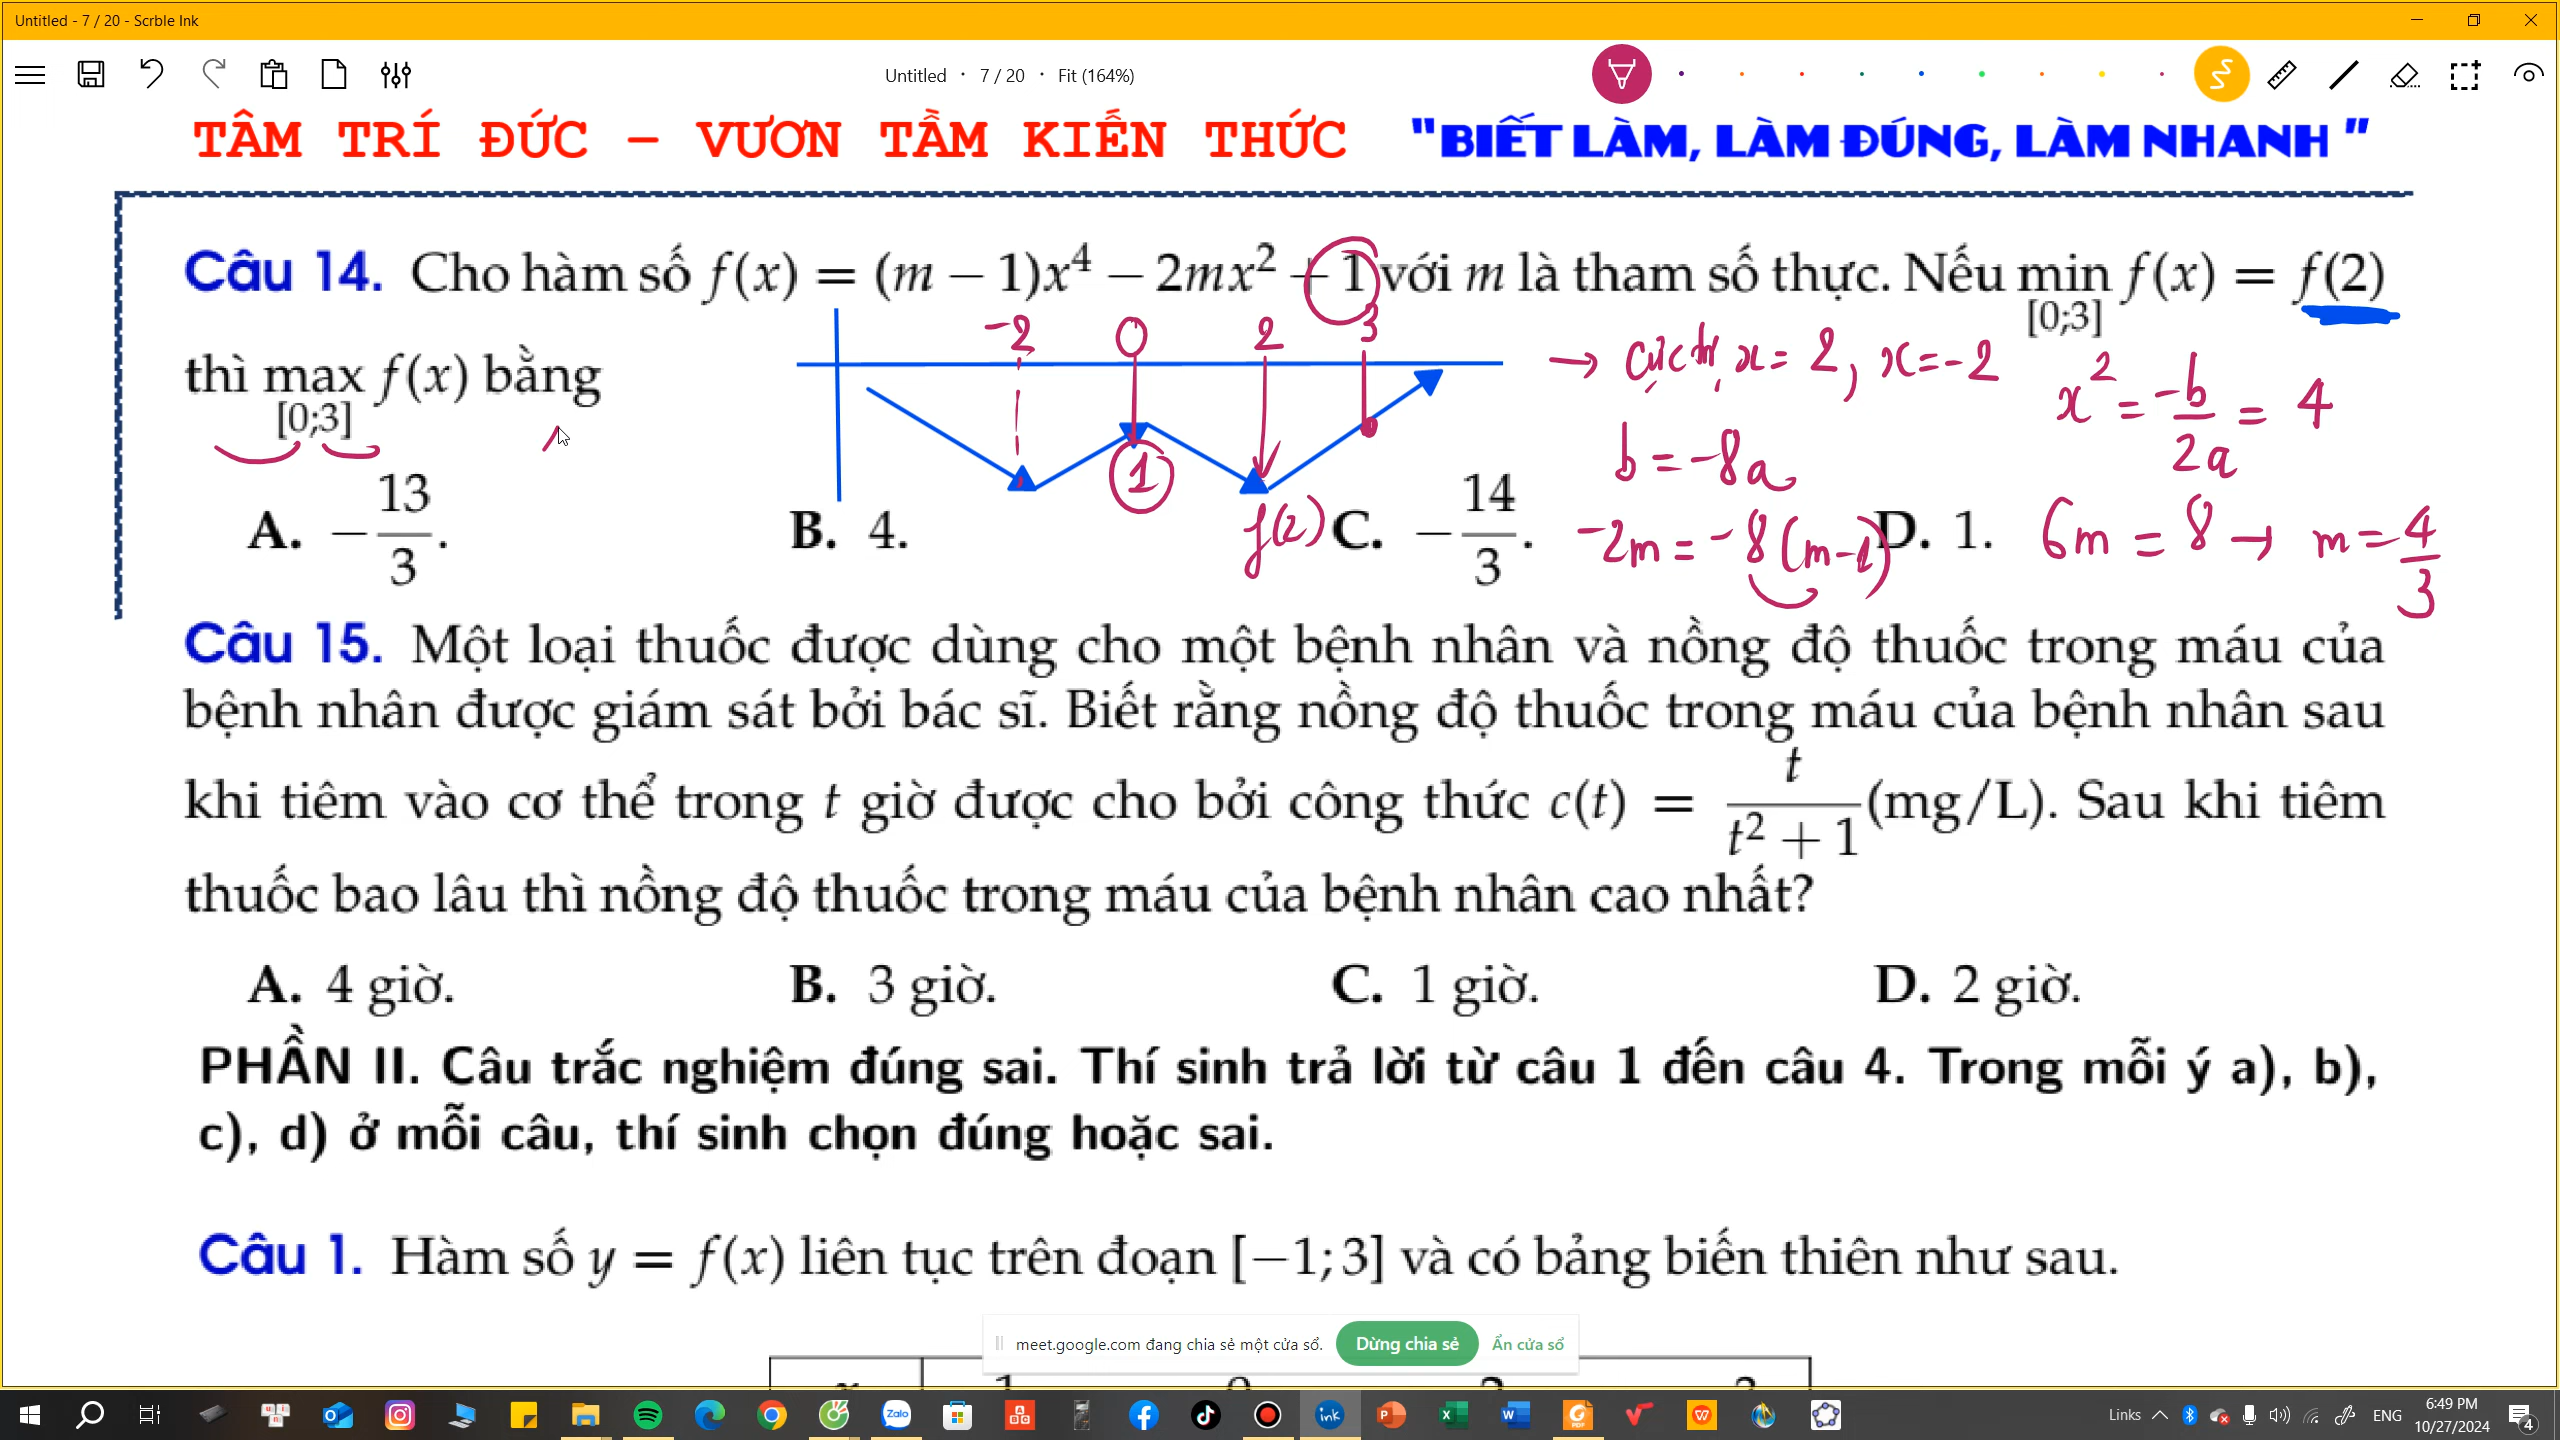 Untitled - 7 / 20 - Scrble Ink
Untitled · 7 / 20 · Fit (164%)
TÂM TRÍ ĐỨC – VƯƠN TẦM KIẾN THỨC "BIẾT LÀM, LÀM ĐÚNG, LÀM NHANH "
Câu 14. Cho hàm số f(x) = (m − 1)x⁴ − 2mx² + 1 với m là tham số thực. Nếu min f(x) = f(2)
[0;3]
-2 0 2 3
→ cực trị x = 2, x = -2
x² = -b/2a = 4
thì max f(x) bằng
[0;3]
b = -8a
1
f(2)
A. −13/3. B. 4. C. −14/3. D. 1.
-2m = -8(m-1) 6m = 8 → m = 4/3
Câu 15. Một loại thuốc được dùng cho một bệnh nhân và nồng độ thuốc trong máu của
bệnh nhân được giám sát bởi bác sĩ. Biết rằng nồng độ thuốc trong máu của bệnh nhân sau
khi tiêm vào cơ thể trong t giờ được cho bởi công thức c(t) = t/(t² + 1) (mg/L). Sau khi tiêm
thuốc bao lâu thì nồng độ thuốc trong máu của bệnh nhân cao nhất?
A. 4 giờ. B. 3 giờ. C. 1 giờ. D. 2 giờ.
PHẦN II. Câu trắc nghiệm đúng sai. Thí sinh trả lời từ câu 1 đến câu 4. Trong mỗi ý a), b),
c), d) ở mỗi câu, thí sinh chọn đúng hoặc sai.
Câu 1. Hàm số y = f(x) liên tục trên đoạn [−1; 3] và có bảng biến thiên như sau.
meet.google.com đang chia sẻ một cửa sổ. Dừng chia sẻ Ẩn cửa sổ
Zalo
ink
PDF
Links
ENG
6:49 PM
10/27/2024
4